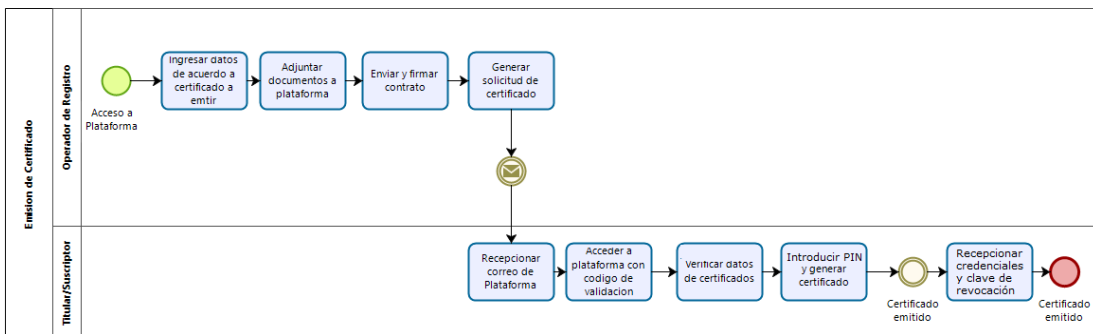 Emision de Certificado
Operador de Registro
Acceso a
Plataforma
Ingresar datos
de acuerdo a
certificado a
emtir
Adjuntar
documentos a
plataforma
Enviar y firmar
contrato
Generar
solicitud de
certificado
Titular/Suscriptor
Recepcionar
correo de
Plataforma
Acceder a
plataforma con
codigo de
validacion
Verificar datos
de certificados
Introducir PIN
y generar
certificado
Certificado
emitido
Recepcionar
credenciales
y clave de
revocación
Certificado
emitido